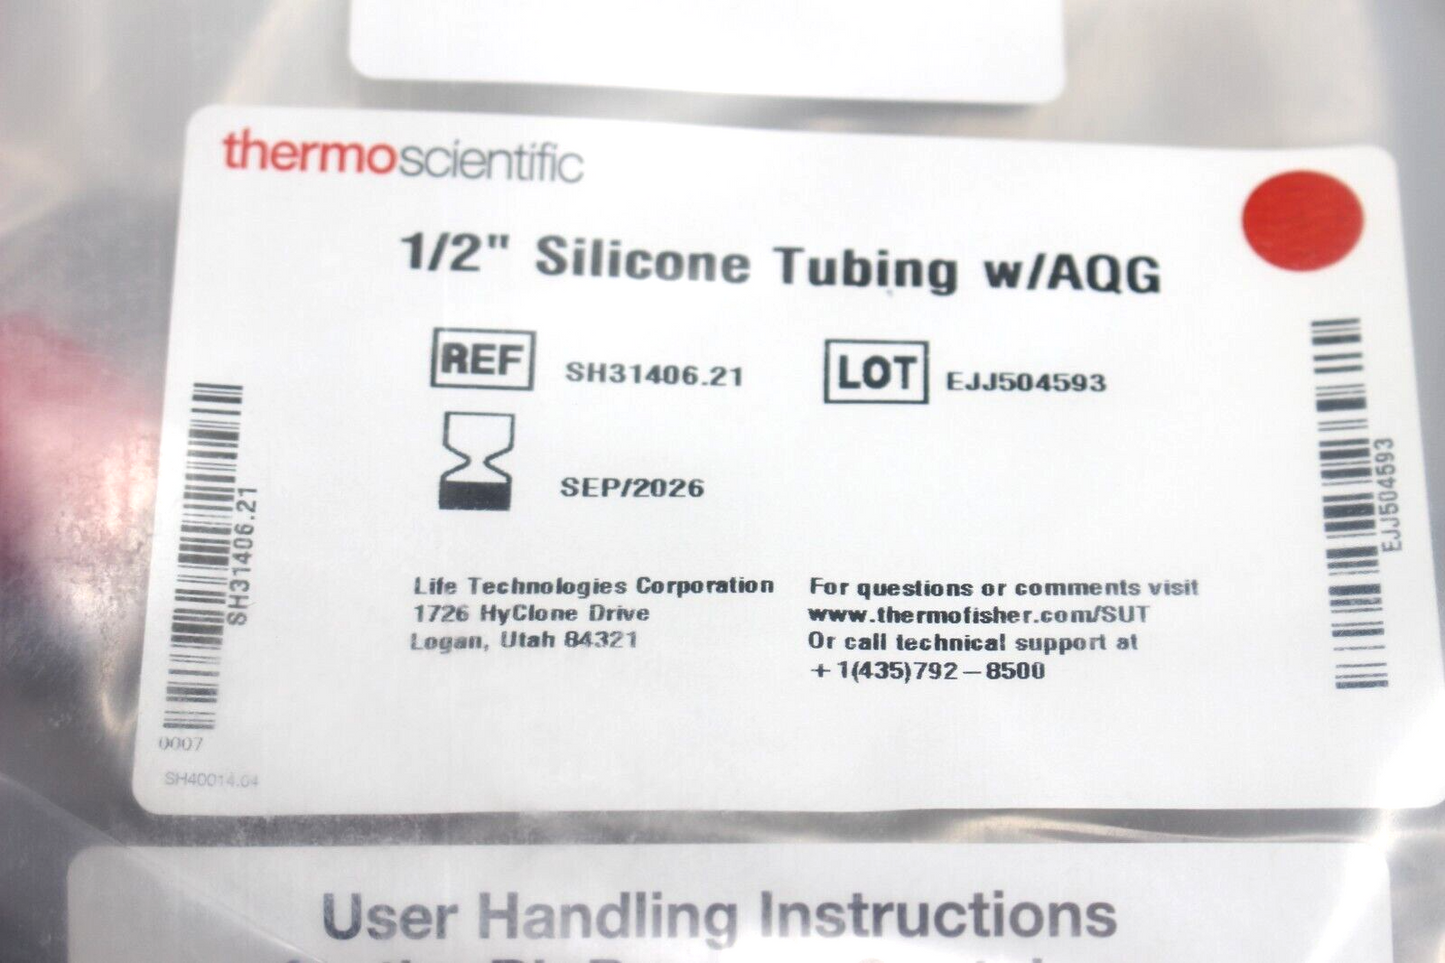 thermoscientific
1/2" Silicone Tubing w/AQG
REF SH31406.21 LOT EJJ504593
SEP/2026
Life Technologies Corporation
1726 HyClone Drive
Logan, Utah 84321
For questions or comments visit
www.thermofisher.com/SUT
Or call technical support at
+1(435)792-8500
SH31406.21
EJJ504593
0007
SH40014.04
User Handling Instructions